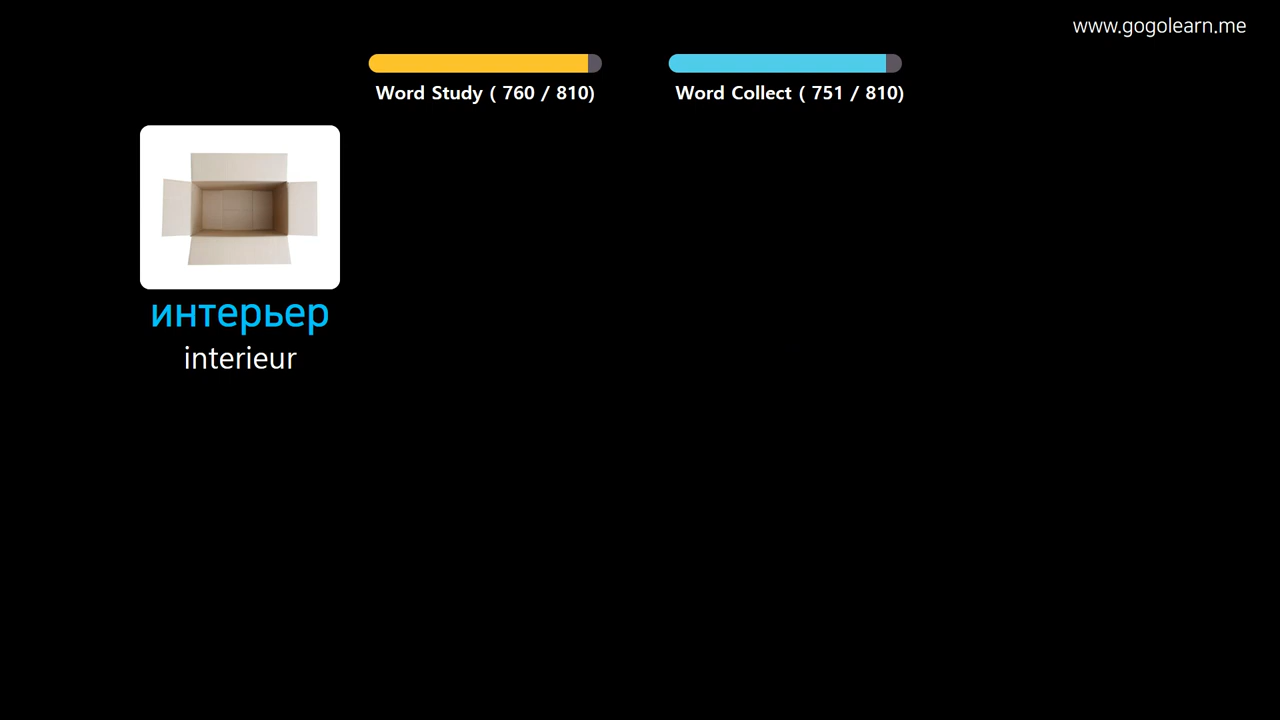 www.gogolearn.me
Word Study ( 760 / 810)
Word Collect ( 751 / 810)
интерьер
interieur